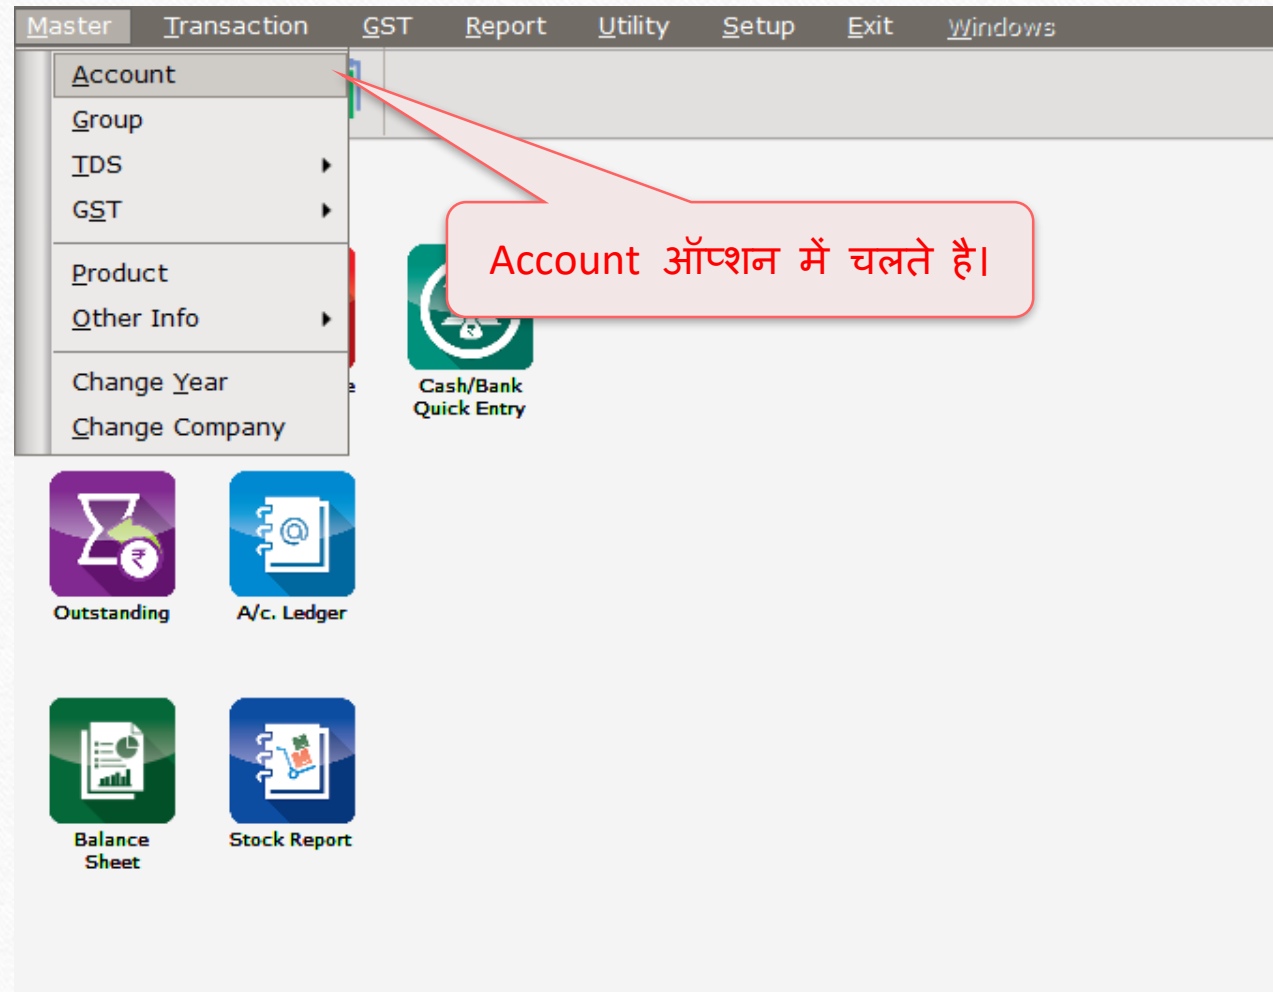 Master Transaction GST Report Utility Setup Exit Windows
Account
Group
TDS
GST
Account ऑप्शन में चलते है।
Product
Other Info
Change Year
Change Company
Cash/Bank
Quick Entry
Outstanding
A/c. Ledger
Balance
Sheet
Stock Report